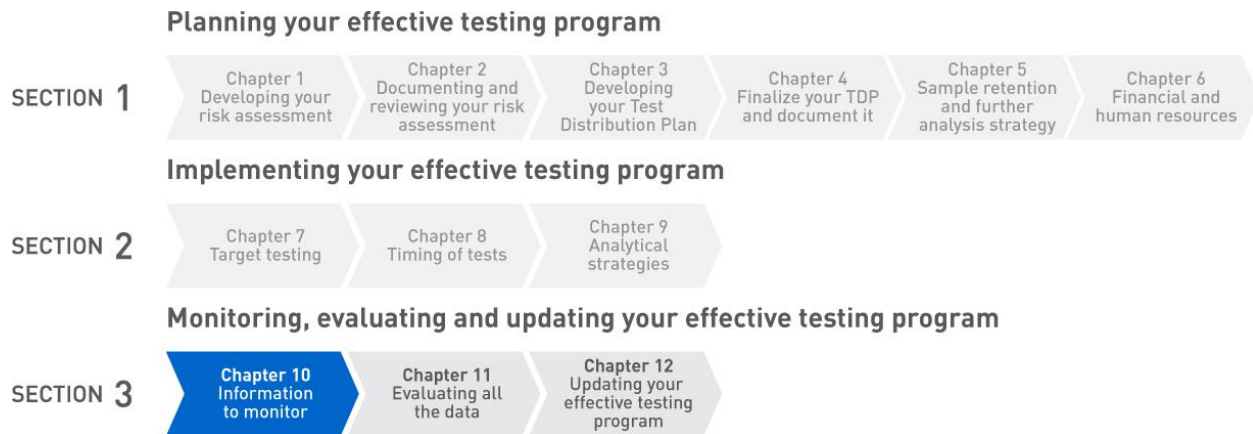 Planning your effective testing program
SECTION 1
Chapter 1
Developing your
risk assessment
Chapter 2
Documenting and
reviewing your risk
assessment
Chapter 3
Developing
your Test
Distribution Plan
Chapter 4
Finalize your TDP
and document it
Chapter 5
Sample retention
and further
analysis strategy
Chapter 6
Financial and
human resources
Implementing your effective testing program
SECTION 2
Chapter 7
Target testing
Chapter 8
Timing of tests
Chapter 9
Analytical
strategies
Monitoring, evaluating and updating your effective testing program
SECTION 3
Chapter 10
Information
to monitor
Chapter 11
Evaluating all
the data
Chapter 12
Updating your
effective testing
program